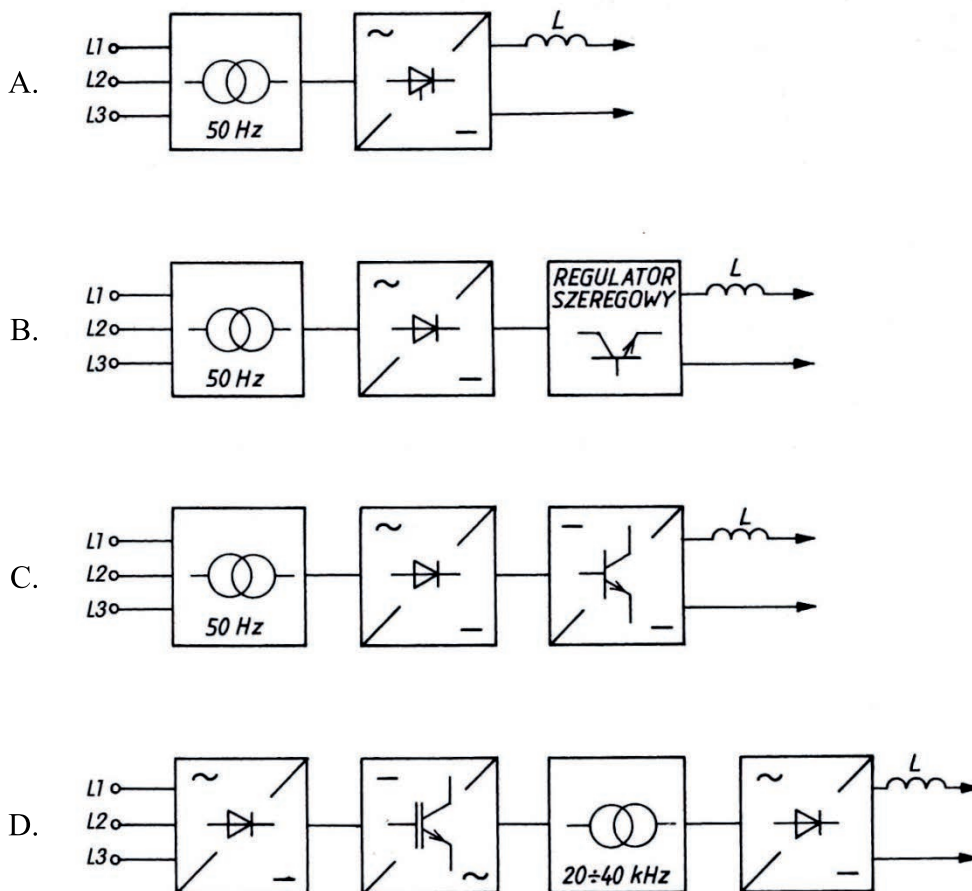 A.
L1
L2
L3
50 Hz
~
—
L
B.
L1
L2
L3
50 Hz
~
—
REGULATOR
SZEREGOWY
L
C.
L1
L2
L3
50 Hz
~
—
—
—
L
D.
L1
L2
L3
~
—
—
~
20÷40 kHz
~
—
L